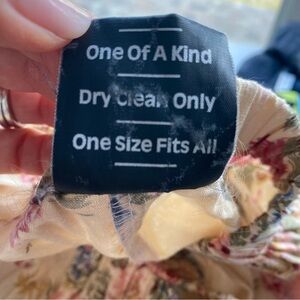 One Of A Kind
Dry Clean Only
One Size Fits All